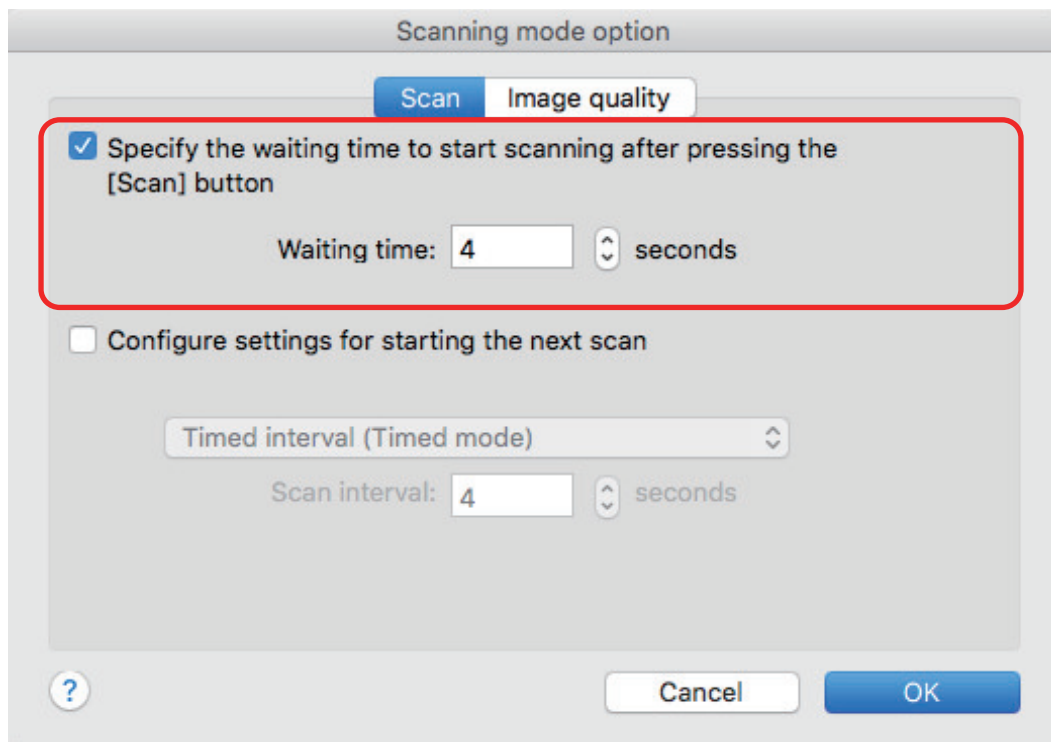 Scanning mode option
Scan Image quality
Specify the waiting time to start scanning after pressing the
[Scan] button
Waiting time: 4 seconds
Configure settings for starting the next scan
Timed interval (Timed mode)
Scan interval: 4 seconds
? Cancel OK